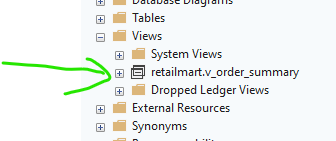 Database Diagrams
Tables
Views
System Views
retailmart.v_order_summary
Dropped Ledger Views
External Resources
Synonyms